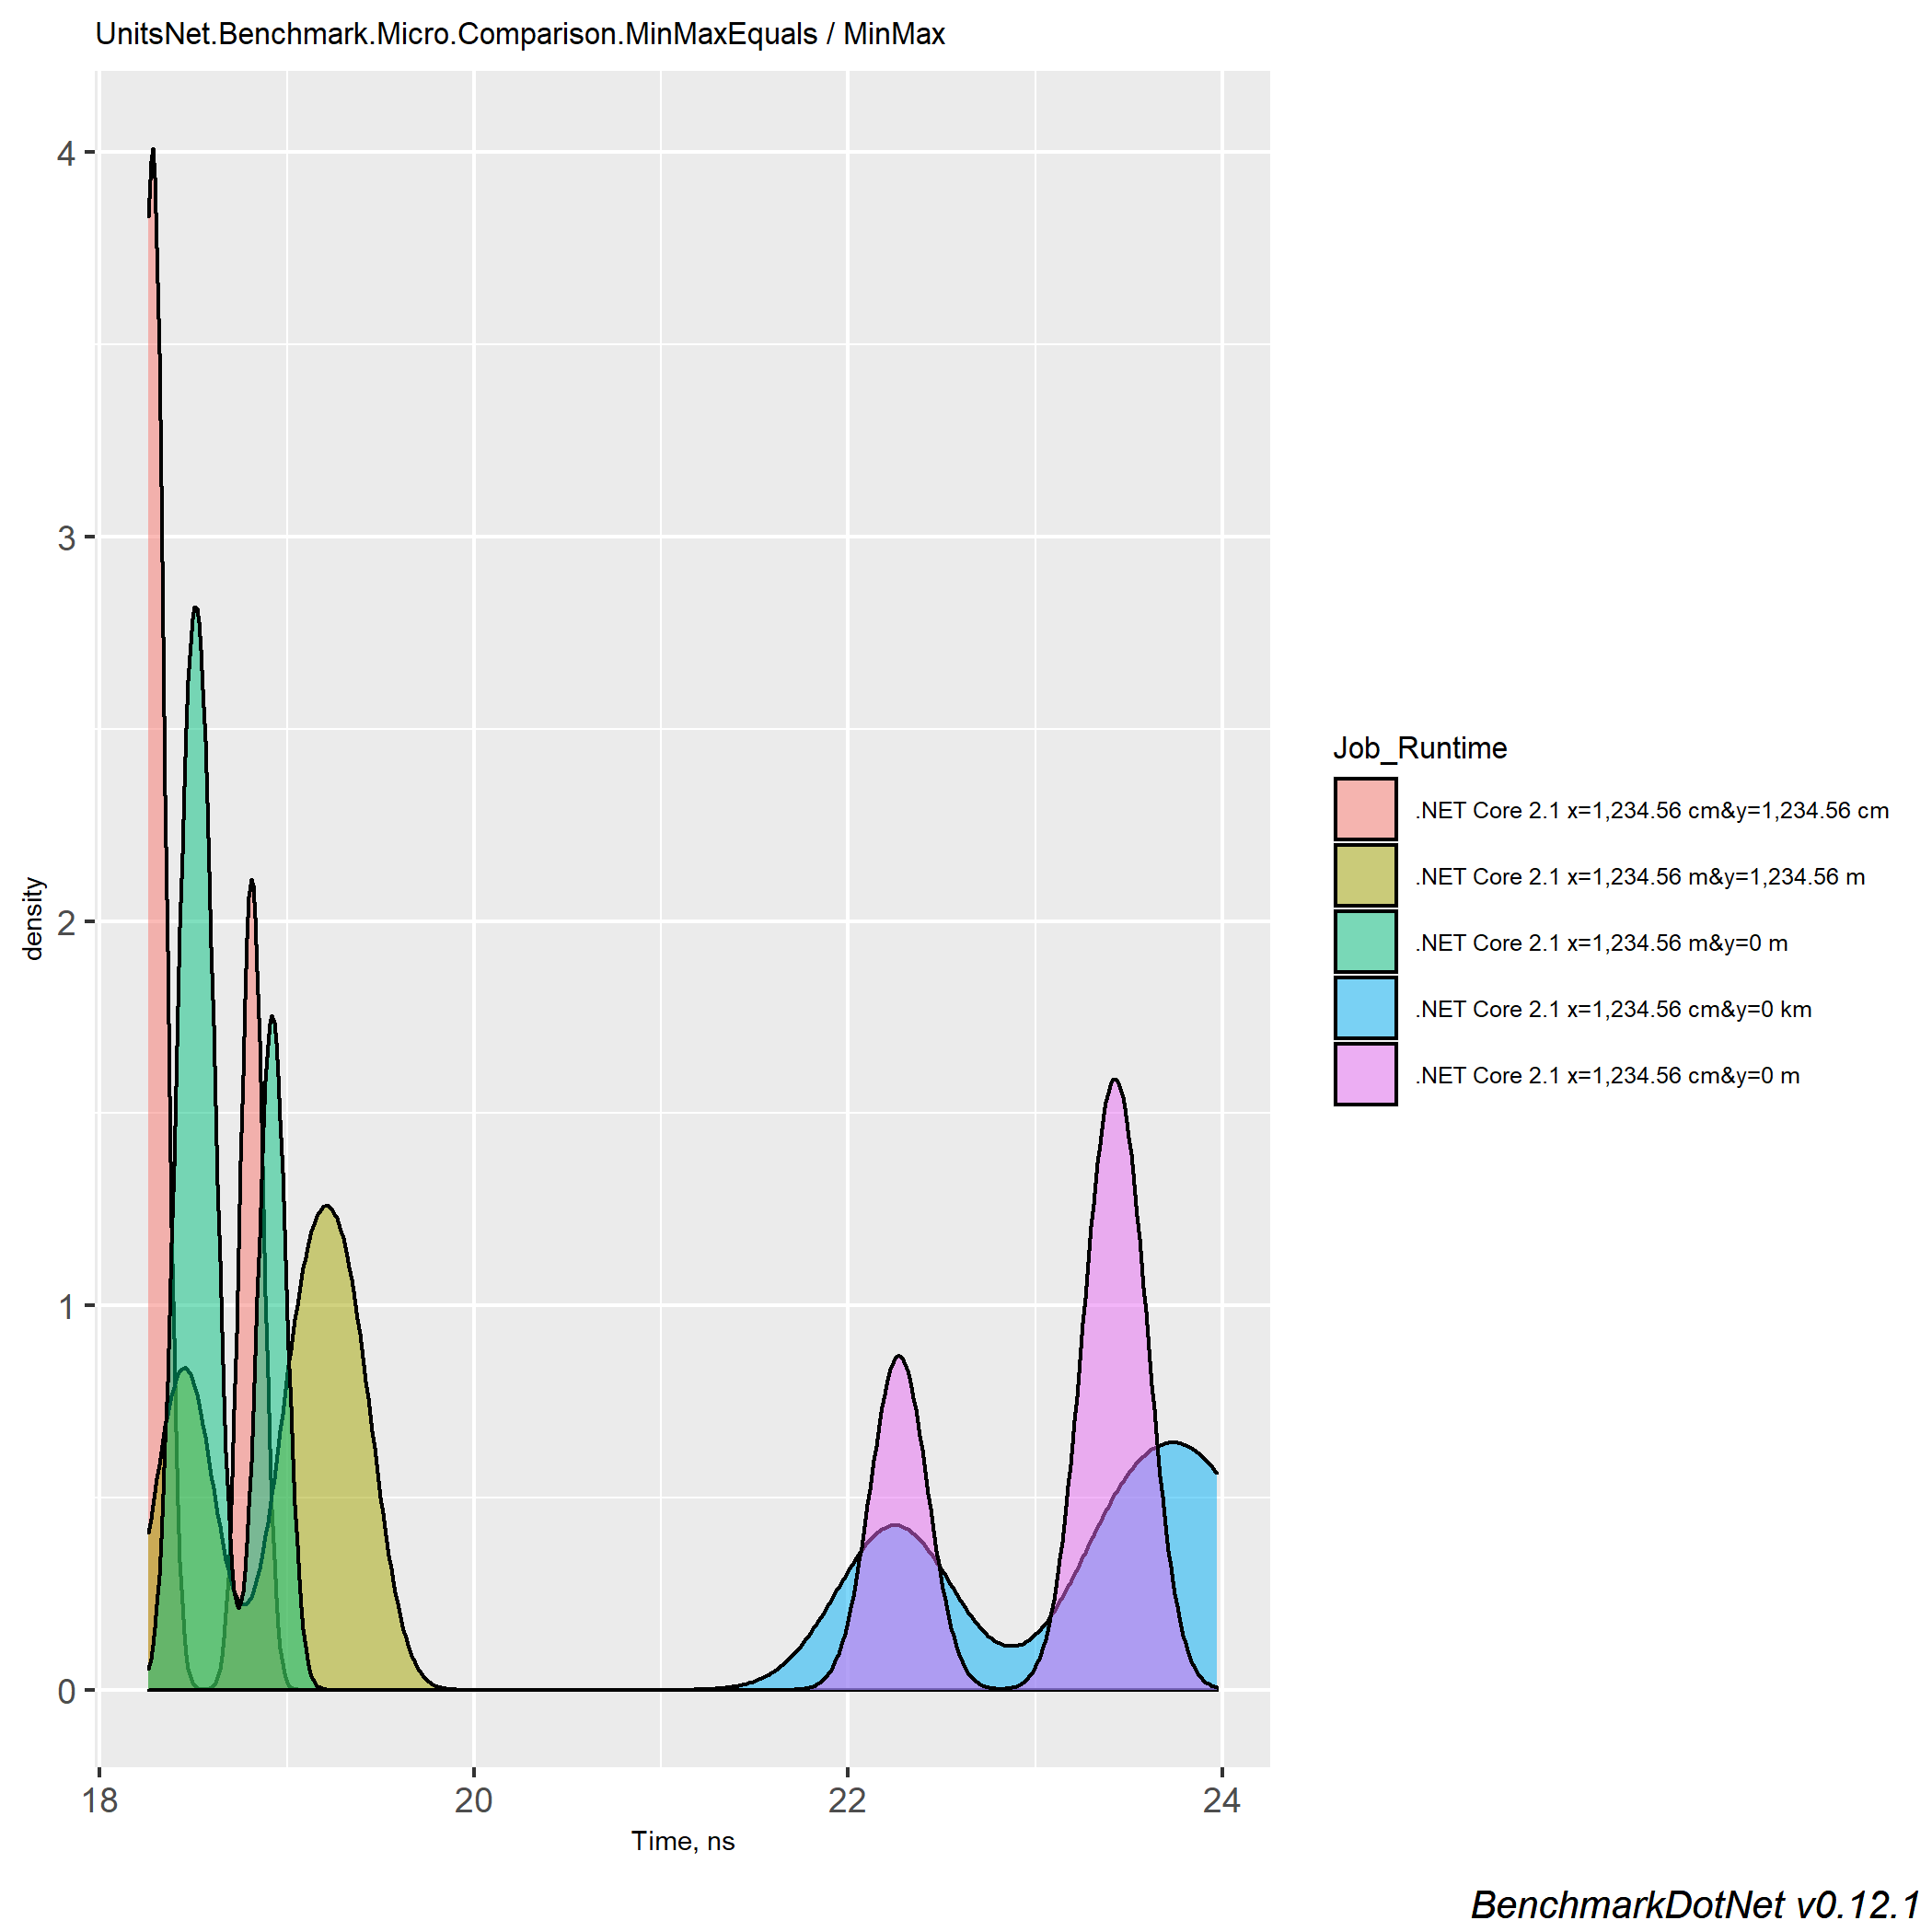 UnitsNet.Benchmark.Micro.Comparison.MinMaxEquals / MinMax
4
3
2
1
0
density
18 20 22 24
Time, ns
Job_Runtime
.NET Core 2.1 x=1,234.56 cm&y=1,234.56 cm
.NET Core 2.1 x=1,234.56 m&y=1,234.56 m
.NET Core 2.1 x=1,234.56 m&y=0 m
.NET Core 2.1 x=1,234.56 cm&y=0 km
.NET Core 2.1 x=1,234.56 cm&y=0 m
BenchmarkDotNet v0.12.1